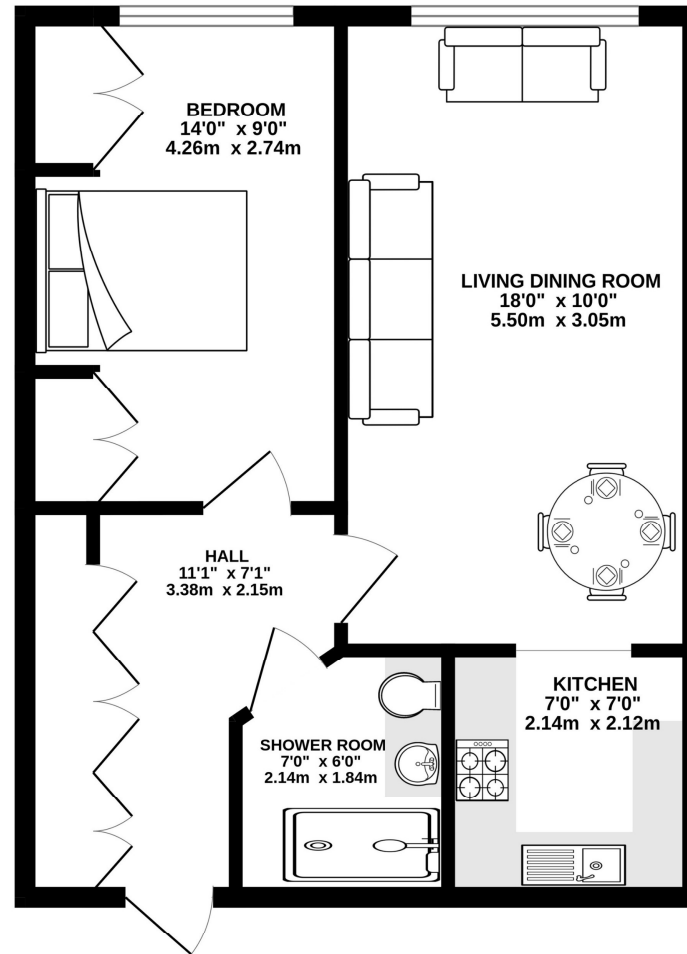 BEDROOM
14'0" x 9'0"
4.26m x 2.74m
LIVING DINING ROOM
18'0" x 10'0"
5.50m x 3.05m
HALL
11'1" x 7'1"
3.38m x 2.15m
KITCHEN
7'0" x 7'0"
2.14m x 2.12m
SHOWER ROOM
7'0" x 6'0"
2.14m x 1.84m